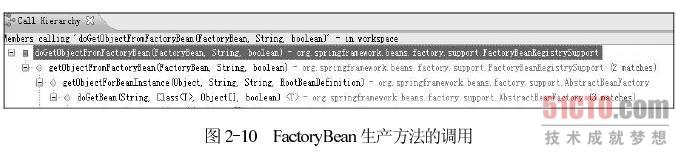 Call Hierarchy
Members calling 'doGetObjectFromFactoryBean(FactoryBean, String, boolean)' - in workspace
doGetObjectFromFactoryBean(FactoryBean, String, boolean) - org.springframework.beans.factory.support.FactoryBeanRegistrySupport
getObjectFromFactoryBean(FactoryBean, String, boolean) - org.springframework.beans.factory.support.FactoryBeanRegistrySupport (2 matches)
getObjectForBeanInstance(Object, String, String, RootBeanDefinition) - org.springframework.beans.factory.support.AbstractBeanFactory
doGetBean(String, Class<T>, Object[], boolean) <T> - org.springframework.beans.factory.support.AbstractBeanFactory (3 matches)
51CTO.com
技术成就梦想
图 2-10 FactoryBean 生产方法的调用